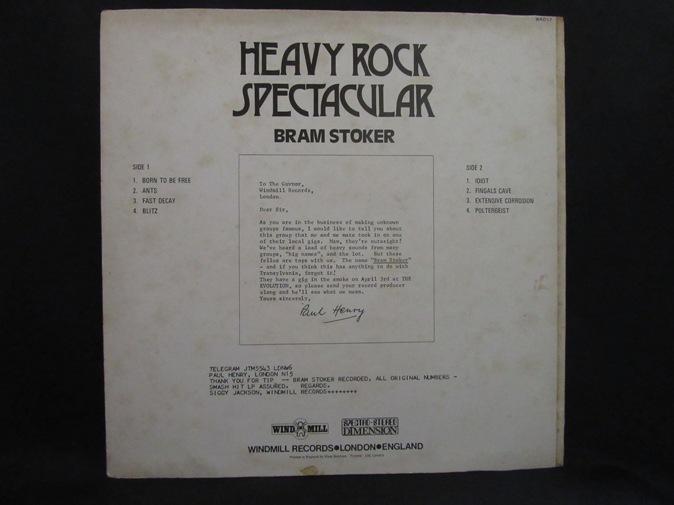 WAD17
HEAVY ROCK
SPECTACULAR
BRAM STOKER
SIDE 1
1. BORN TO BE FREE
2. ANTS
3. FAST DECAY
4. BLITZ
SIDE 2
1. IDIOT
2. FINGALS CAVE
3. EXTENSIVE CORROSION
4. POLTERGEIST
To The Guvnor,
Windmill Records,
London.
Dear Sir,
As you are in the business of making unknown
groups famous, I would like to tell you about
this group that me and me mate took in on one
of their local gigs. Man, they're outasight!
We've heard a load of heavy sounds from many
groups, "big names", and the lot. But these
fellas are tops with us. The name "Bram Stoker"
- and if you think this has anything to do with
Transylvania, forget it!
They have a gig in the smoke on April 3rd at THE
EVOLUTION, so please send your record producer
along and he'll see what we mean.
Yours sincerely,
Paul Henry
TELEGRAM JTM5543 LDNW6
PAUL HENRY, LONDON N15
THANK YOU FOR TIP -- BRAM STOKER RECORDED, ALL ORIGINAL NUMBERS -
SMASH HIT LP ASSURED. REGARDS.
SIGGY JACKSON, WINDMILL RECORDS++++++++
WIND MILL
SPECTRO-STEREO
DIMENSION
WINDMILL RECORDS●LONDON●ENGLAND